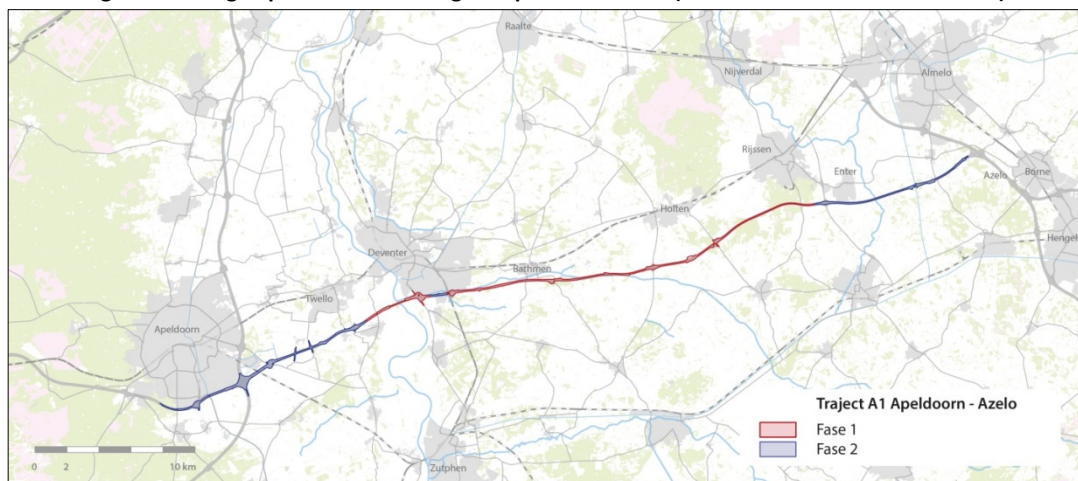 Raalte
Nijverdal
Almelo
Rijssen
Enter
Azelo
Borne
Holten
Hengel
Deventer
Bathmen
Twello
Apeldoorn
Zutphen
Traject A1 Apeldoorn - Azelo
Fase 1
Fase 2
0 2 10 km